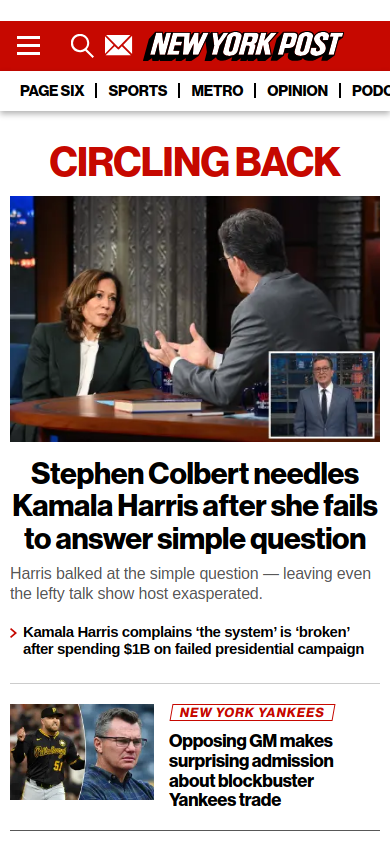 NEW YORK POST
PAGE SIX | SPORTS | METRO | OPINION | PODC
CIRCLING BACK
Stephen Colbert needles
Kamala Harris after she fails
to answer simple question
Harris balked at the simple question — leaving even
the lefty talk show host exasperated.
Kamala Harris complains ‘the system’ is ‘broken’
after spending $1B on failed presidential campaign
NEW YORK YANKEES
Pittsburgh
51
Opposing GM makes
surprising admission
about blockbuster
Yankees trade